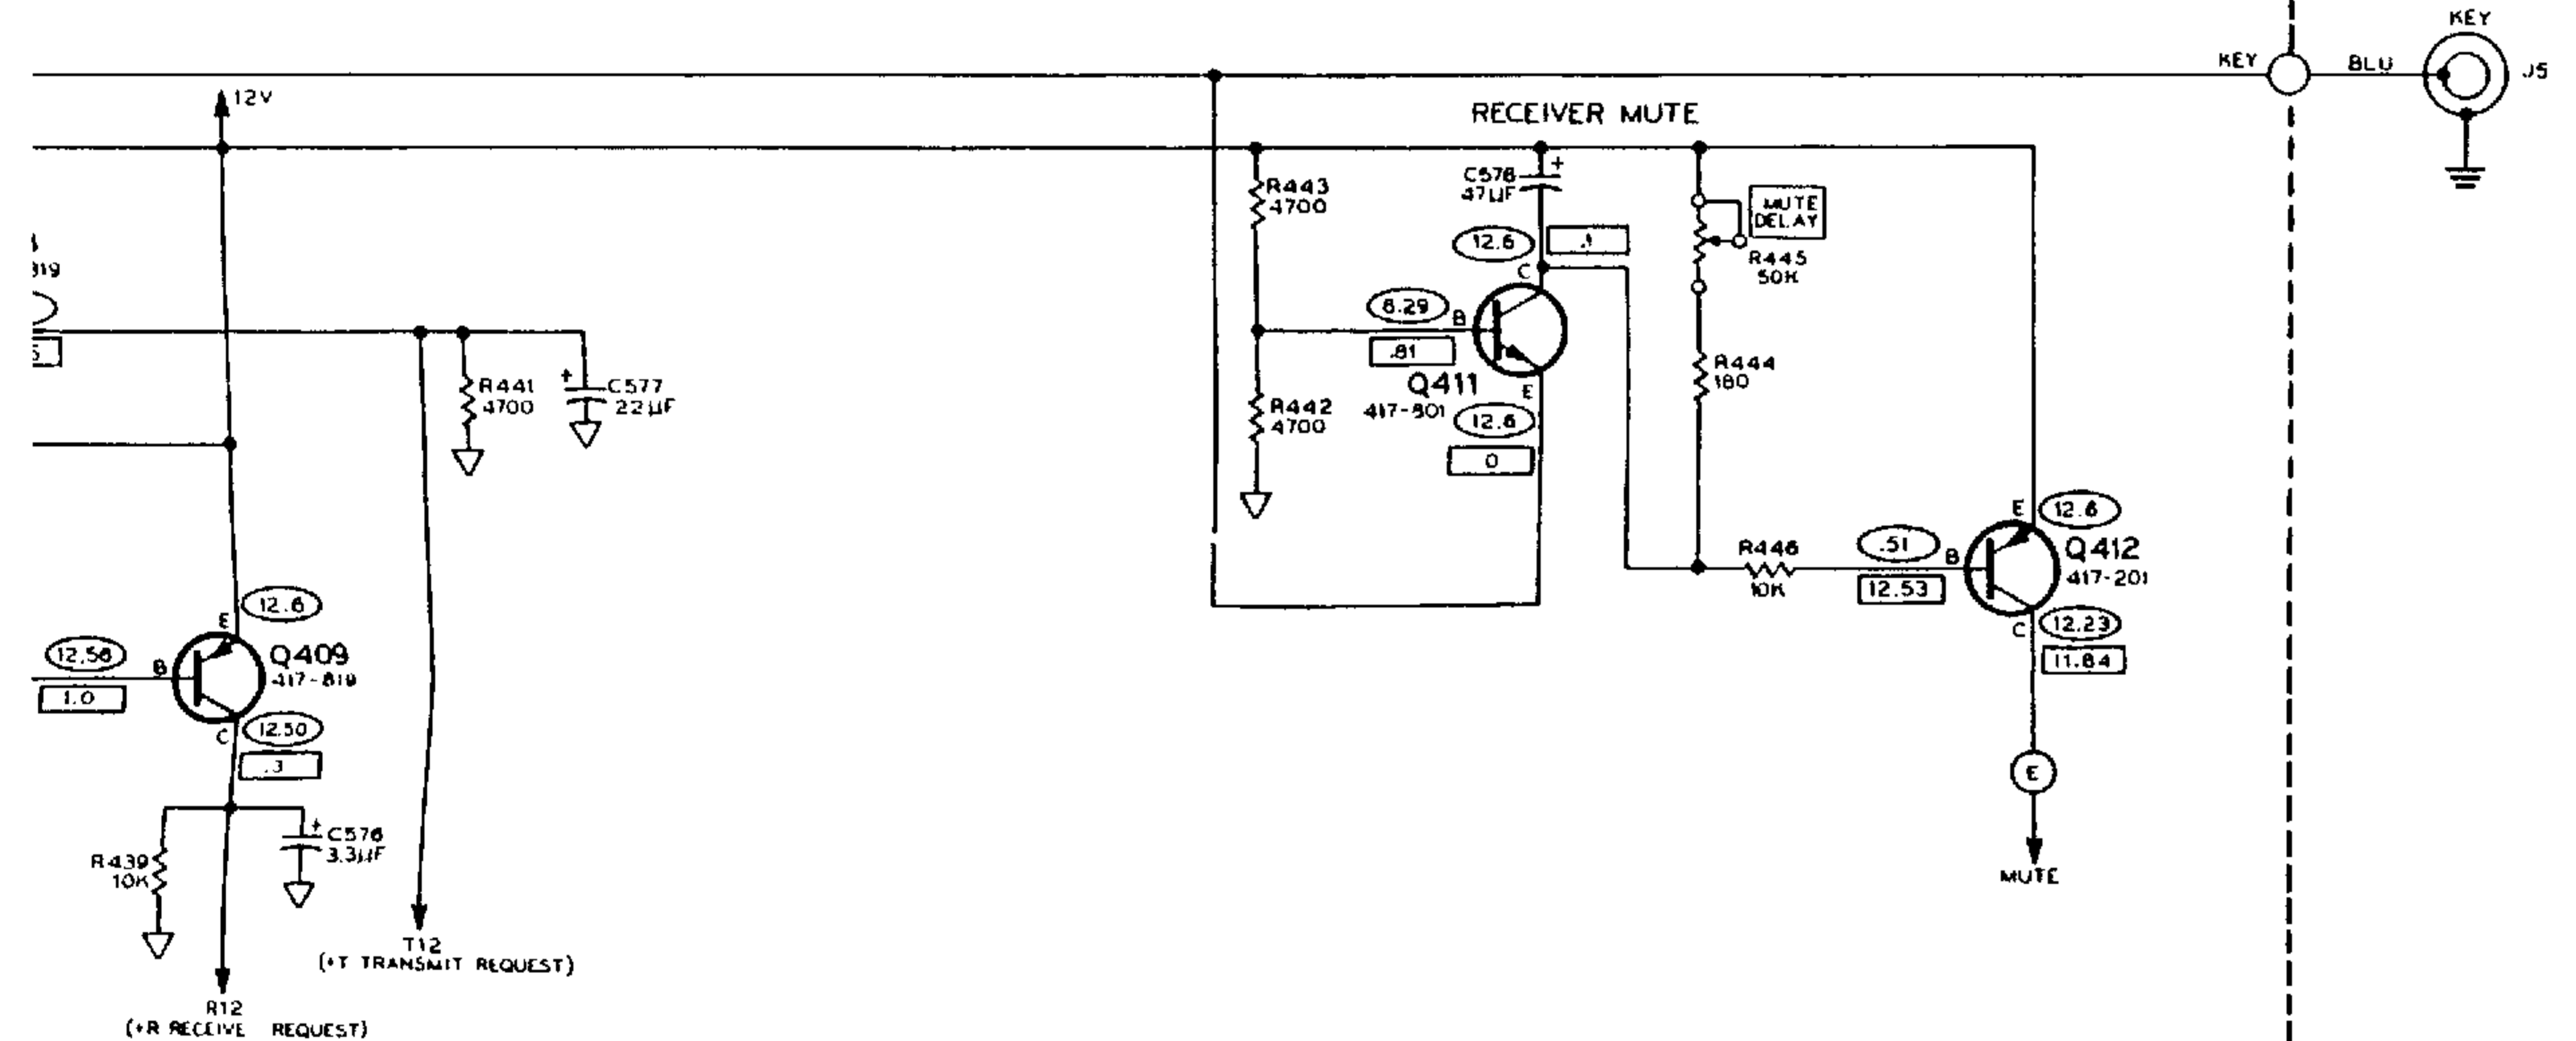 KEY
KEY
BLU
J5
12V
RECEIVER MUTE
R443
4700
C578
47µF
MUTE
DELAY
R445
50K
12.6
.1
C
319
6.29
B
.81
Q411
417-801
E
12.6
0
R441
4700
C577
22µF
R442
4700
R444
180
R446
10K
.51
B
12.53
E
12.6
Q412
417-201
C
12.23
11.84
E
MUTE
E
12.6
12.56
B
1.0
Q409
417-819
C
12.50
.3
C576
3.3µF
R439
10K
T12
(+T TRANSMIT REQUEST)
R12
(+R RECEIVE REQUEST)